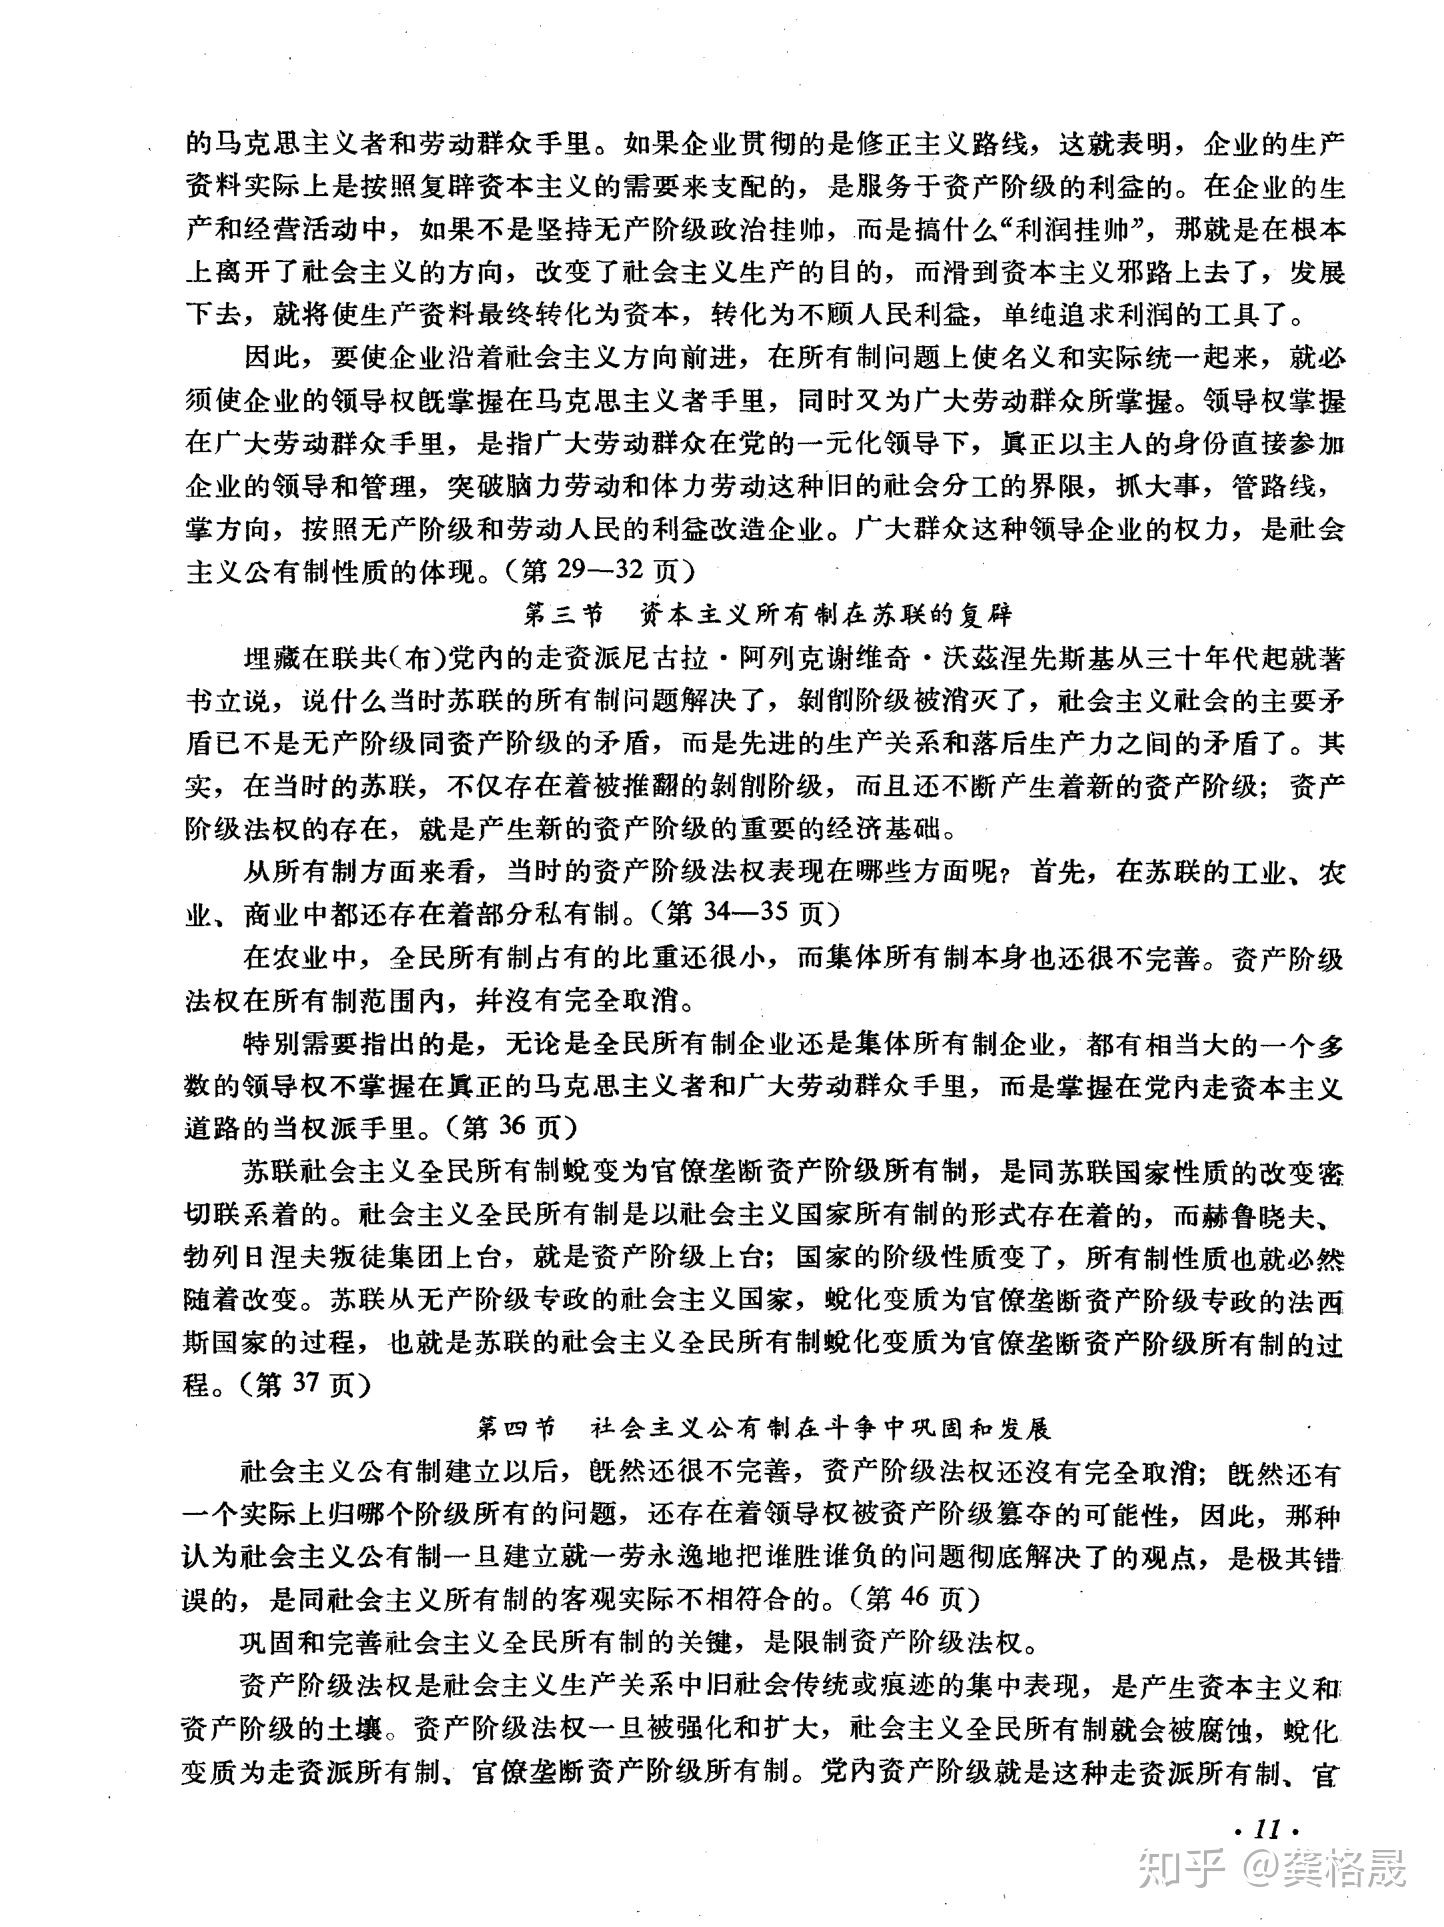 的马克思主义者和劳动群众手里。如果企业贯彻的是修正主义路线，这就表明，企业的生产
资料实际上是按照复辟资本主义的需要来支配的，是服务于资产阶级的利益的。在企业的生
产和经营活动中，如果不是坚持无产阶级政治挂帅，而是搞什么“利润挂帅”，那就是在根本
上离开了社会主义的方向，改变了社会主义生产的目的，而滑到资本主义邪路上去了，发展
下去，就将使生产资料最终转化为资本，转化为不顾人民利益，单纯追求利润的工具了。
因此，要使企业沿着社会主义方向前进，在所有制问题上使名义和实际统一起来，就必
须使企业的领导权旣掌握在马克思主义者手里，同时又为广大劳动群众所掌握。领导权掌握
在广大劳动群众手里，是指广大劳动群众在党的一元化领导下，眞正以主人的身份直接参加
企业的领导和管理，突破脑力劳动和体力劳动这种旧的社会分工的界限，抓大事，管路线，
掌方向，按照无产阶级和劳动人民的利益改造企业。广大群众这种领导企业的权力，是社会
主义公有制性质的体现。（第29—32页）
第三节　资本主义所有制在苏联的复辟
埋藏在联共（布）党内的走资派尼古拉·阿列克谢维奇·沃兹涅先斯基从三十年代起就著
书立说，说什么当时苏联的所有制问题解决了，剝削阶级被消灭了，社会主义社会的主要矛
盾已不是无产阶级同资产阶级的矛盾，而是先进的生产关系和落后生产力之间的矛盾了。其
实，在当时的苏联，不仅存在着被推翻的剝削阶级，而且还不断产生着新的资产阶级；资产
阶级法权的存在，就是产生新的资产阶级的重要的经济基础。
从所有制方面来看，当时的资产阶级法权表现在哪些方面呢？首先，在苏联的工业、农
业、商业中都还存在着部分私有制。（第34—35页）
在农业中，全民所有制占有的比重还很小，而集体所有制本身也还很不完善。资产阶级
法权在所有制范围内，幷沒有完全取消。
特别需要指出的是，无论是全民所有制企业还是集体所有制企业，都有相当大的一个多
数的领导权不掌握在眞正的马克思主义者和广大劳动群众手里，而是掌握在党内走资本主义
道路的当权派手里。（第36页）
苏联社会主义全民所有制蛻变为官僚垄断资产阶级所有制，是同苏联国家性质的改变密
切联系着的。社会主义全民所有制是以社会主义国家所有制的形式存在着的，而赫鲁晓夫、
勃列日涅夫叛徒集团上台，就是资产阶级上台；国家的阶级性质变了，所有制性质也就必然
随着改变。苏联从无产阶级专政的社会主义国家，蛻化变质为官僚垄断资产阶级专政的法西
斯国家的过程，也就是苏联的社会主义全民所有制蛻化变质为官僚垄断资产阶级所有制的过
程。（第37页）
第四节　社会主义公有制在斗争中巩固和发展
社会主义公有制建立以后，旣然还很不完善，资产阶级法权还沒有完全取消；旣然还有
一个实际上归哪个阶级所有的问题，还存在着领导权被资产阶级篡夺的可能性，因此，那种
认为社会主义公有制一旦建立就一劳永逸地把谁胜谁负的问题彻底解决了的观点，是极其错
误的，是同社会主义所有制的客观实际不相符合的。（第46页）
巩固和完善社会主义全民所有制的关键，是限制资产阶级法权。
资产阶级法权是社会主义生产关系中旧社会传统或痕迹的集中表现，是产生资本主义和
资产阶级的土壤。资产阶级法权一旦被强化和扩大，社会主义全民所有制就会被腐蚀，蛻化
变质为走资派所有制、官僚垄断资产阶级所有制。党内资产阶级就是这种走资派所有制、官
·11·
知乎 @龚格晟